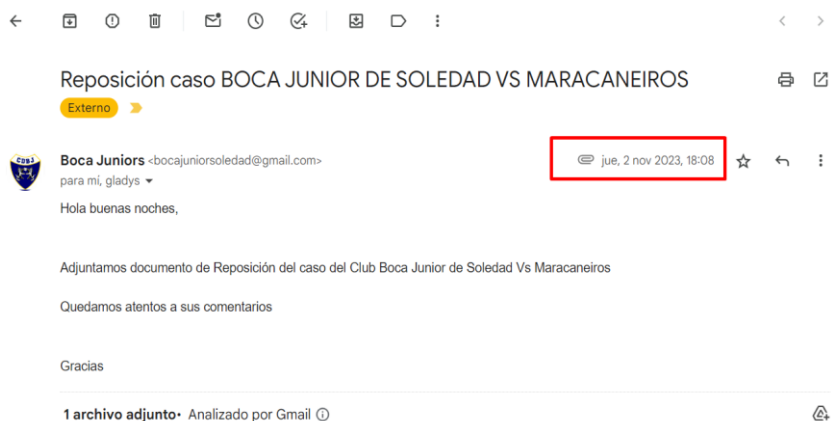 Reposición caso BOCA JUNIOR DE SOLEDAD VS MARACANEIROS
Externo
CDBJ
Boca Juniors <bocajuniorsoledad@gmail.com>
jue, 2 nov 2023, 18:08
para mí, gladys
Hola buenas noches,
Adjuntamos documento de Reposición del caso del Club Boca Junior de Soledad Vs Maracaneiros
Quedamos atentos a sus comentarios
Gracias
1 archivo adjunto • Analizado por Gmail